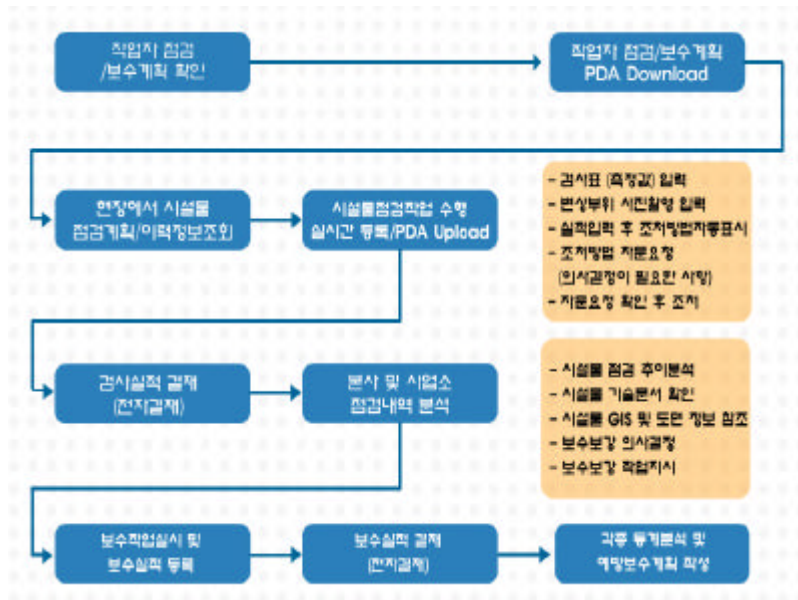 작업자 점검
/보수계획 확인
작업자 점검/보수계획
PDA Download
현장에서 시설물
점검계획/이력정보조회
시설물점검작업 수행
실시간 등록/PDA Upload
- 검사표 (측정값) 입력
- 변상부위 사진촬영 입력
- 실적입력 후 조치방법자동표시
- 조치방법 자문요청
(의사결정이 필요한 사항)
- 자문요청 확인 후 조치
검사실적 결재
(전자결재)
본사 및 사업소
점검내역 분석
- 시설물 점검 추이분석
- 시설물 기술문서 확인
- 시설물 GIS 및 도면 정보 참조
- 보수보강 의사결정
- 보수보강 작업지시
보수작업실시 및
보수실적 등록
보수실적 결재
(전자결재)
각종 통계분석 및
예방보수계획 작성